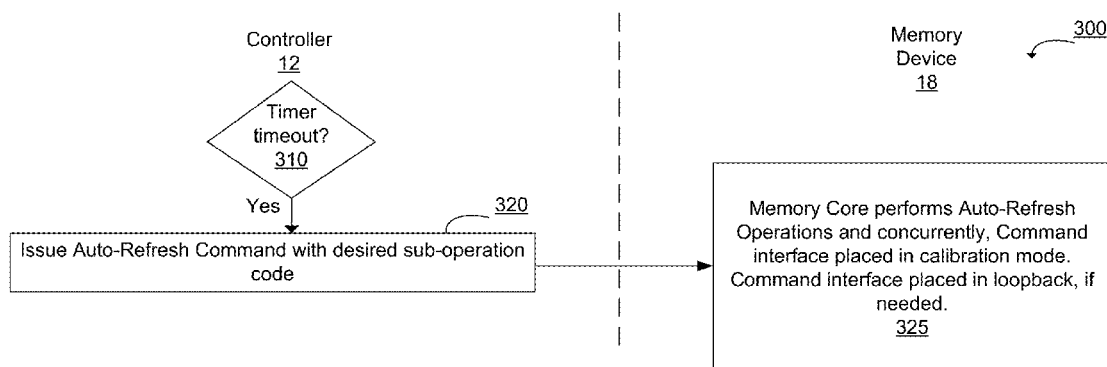 Controller
12
Timer
timeout?
310
Yes
320
Issue Auto-Refresh Command with desired sub-operation
code
Memory
Device
18
300
Memory Core performs Auto-Refresh
Operations and concurrently, Command
interface placed in calibration mode.
Command interface placed in loopback, if
needed.
325